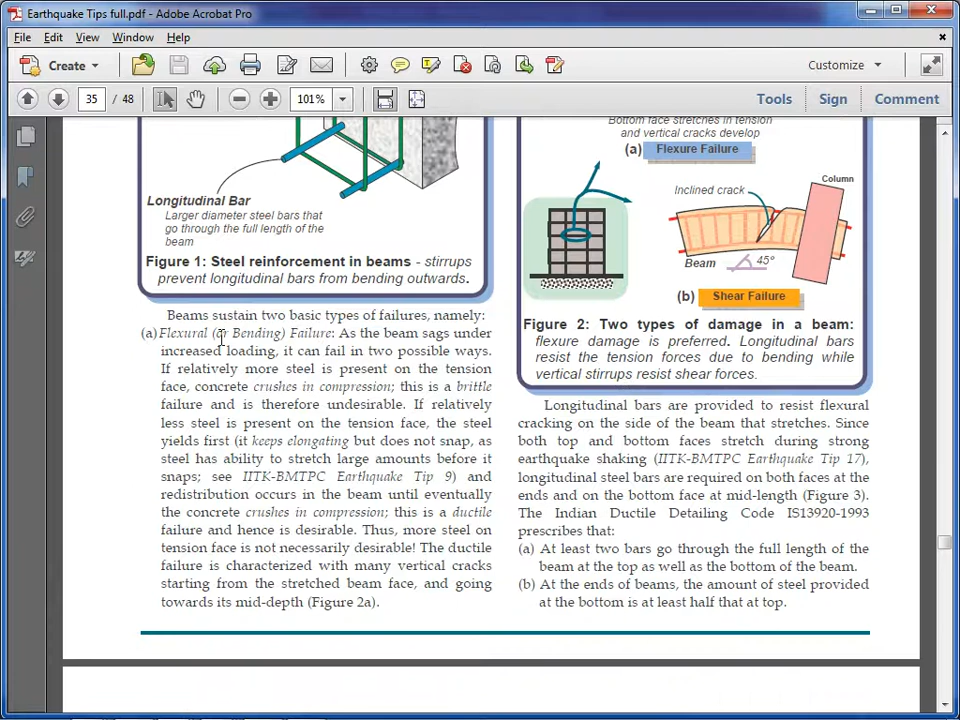 Earthquake Tips full.pdf - Adobe Acrobat Pro
File Edit View Window Help
Create
Customize
35 / 48
101%
Tools
Sign
Comment
Longitudinal Bar
Larger diameter steel bars that
go through the full length of the
beam
Figure 1: Steel reinforcement in beams - stirrups
prevent longitudinal bars from bending outwards.
Beams sustain two basic types of failures, namely:
(a) Flexural (or Bending) Failure: As the beam sags under
increased loading, it can fail in two possible ways.
If relatively more steel is present on the tension
face, concrete crushes in compression; this is a brittle
failure and is therefore undesirable. If relatively
less steel is present on the tension face, the steel
yields first (it keeps elongating but does not snap, as
steel has ability to stretch large amounts before it
snaps; see IITK-BMTPC Earthquake Tip 9) and
redistribution occurs in the beam until eventually
the concrete crushes in compression; this is a ductile
failure and hence is desirable. Thus, more steel on
tension face is not necessarily desirable! The ductile
failure is characterized with many vertical cracks
starting from the stretched beam face, and going
towards its mid-depth (Figure 2a).
Bottom face stretches in tension
and vertical cracks develop
(a) Flexure Failure
Column
Inclined crack
Beam
45°
(b) Shear Failure
Figure 2: Two types of damage in a beam:
flexure damage is preferred. Longitudinal bars
resist the tension forces due to bending while
vertical stirrups resist shear forces.
Longitudinal bars are provided to resist flexural
cracking on the side of the beam that stretches. Since
both top and bottom faces stretch during strong
earthquake shaking (IITK-BMTPC Earthquake Tip 17),
longitudinal steel bars are required on both faces at the
ends and on the bottom face at mid-length (Figure 3).
The Indian Ductile Detailing Code IS13920-1993
prescribes that:
(a) At least two bars go through the full length of the
beam at the top as well as the bottom of the beam.
(b) At the ends of beams, the amount of steel provided
at the bottom is at least half that at top.